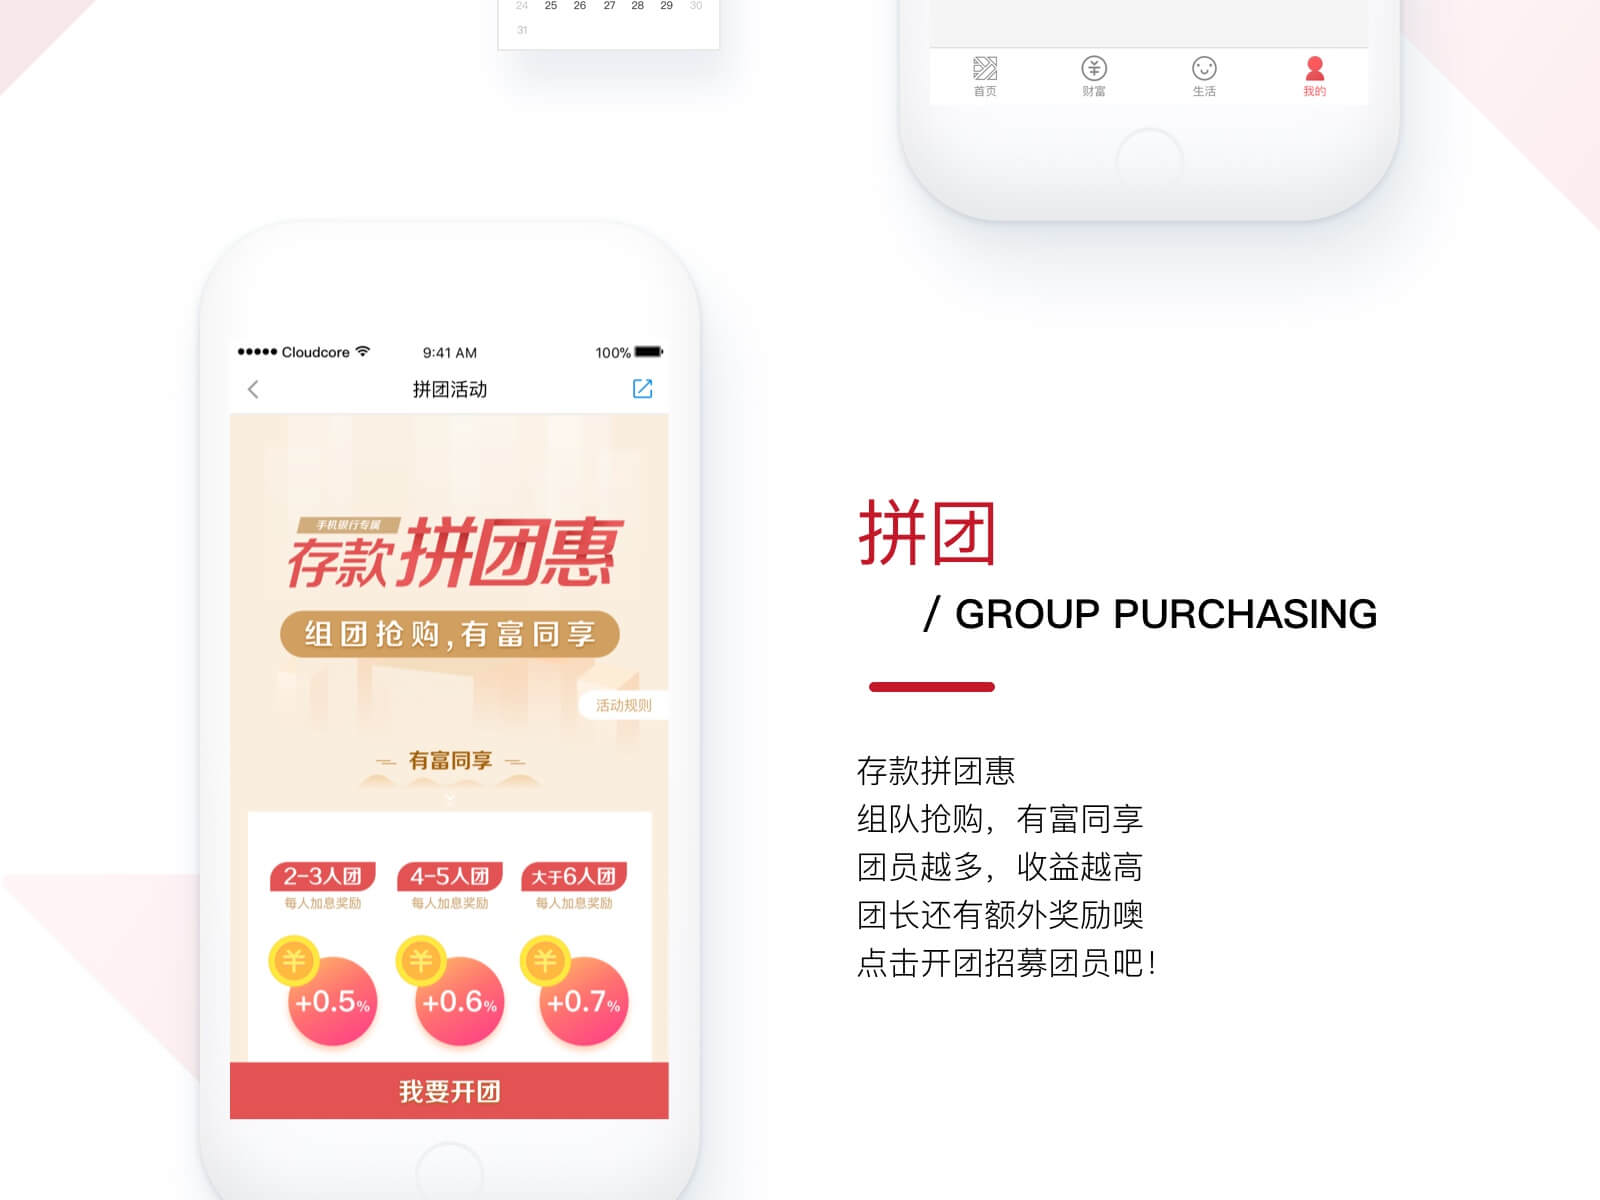 24 25 26 27 28 29 30
31
首页 财富 生活 我的
Cloudcore 9:41 AM 100%
拼团活动
手机银行专属
存款拼团惠
组团抢购,有富同享
活动规则
有富同享
2-3人团 4-5人团 大于6人团
每人加息奖励 每人加息奖励 每人加息奖励
+0.5% +0.6% +0.7%
我要开团
拼团
/ GROUP PURCHASING
存款拼团惠
组队抢购，有富同享
团员越多，收益越高
团长还有额外奖励噢
点击开团招募团员吧！